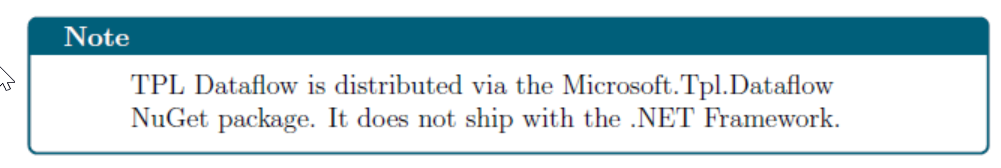 Note
TPL Dataflow is distributed via the Microsoft.Tpl.Dataflow
NuGet package. It does not ship with the .NET Framework.